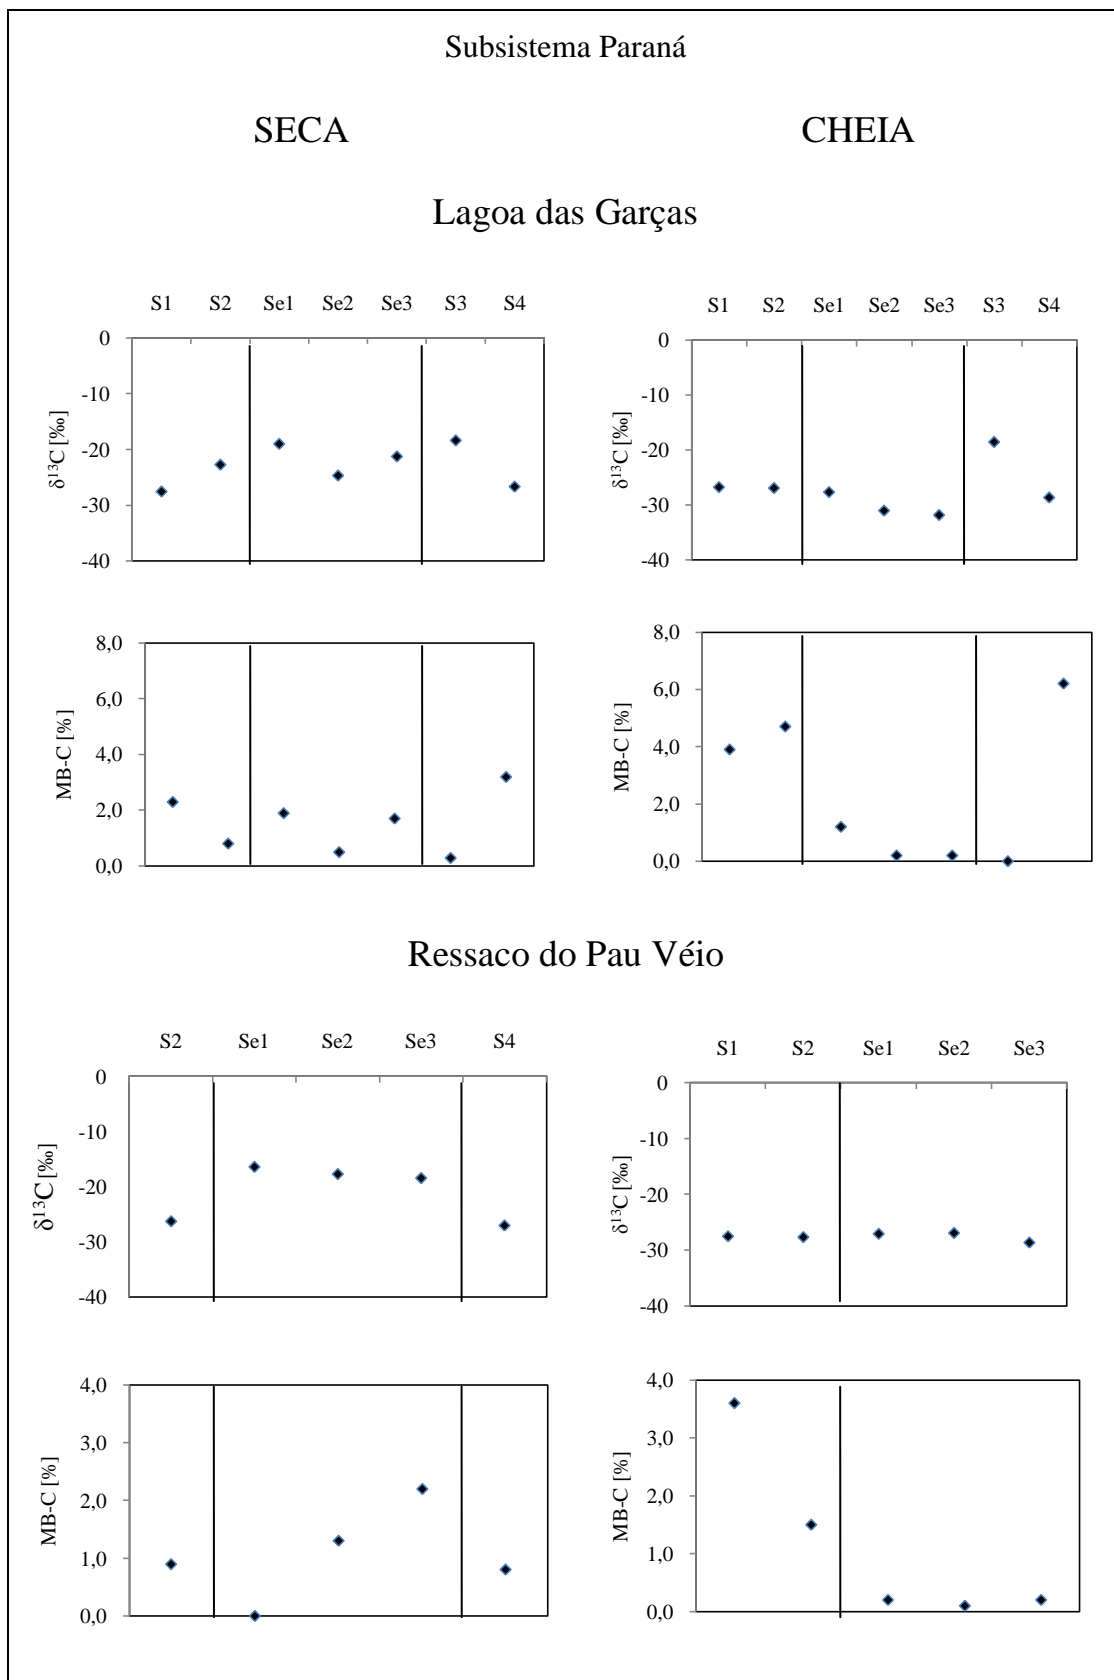 Subsistema Paraná
SECA
CHEIA
Lagoa das Garças
S1 S2 Se1 Se2 Se3 S3 S4
0
-10
-20
-30
-40
δ¹³C [‰]
S1 S2 Se1 Se2 Se3 S3 S4
0
-10
-20
-30
-40
δ¹³C [‰]
8,0
6,0
4,0
2,0
0,0
MB-C [%]
8,0
6,0
4,0
2,0
0,0
MB-C [%]
Ressaco do Pau Véio
S2 Se1 Se2 Se3 S4
0
-10
-20
-30
-40
δ¹³C [‰]
S1 S2 Se1 Se2 Se3
0
-10
-20
-30
-40
δ¹³C [‰]
4,0
3,0
2,0
1,0
0,0
MB-C [%]
4,0
3,0
2,0
1,0
0,0
MB-C [%]